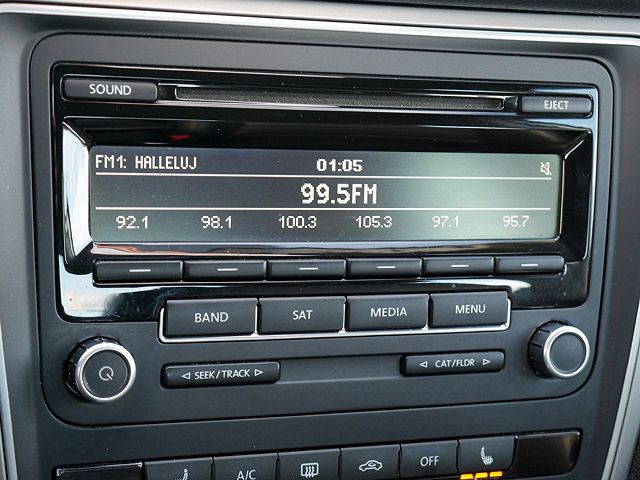 SOUND
EJECT
FM1: HALLELUJ 01:05
99.5FM
92.1 98.1 100.3 105.3 97.1 95.7
BAND SAT MEDIA MENU
SEEK/TRACK CAT/FLDR
A/C OFF